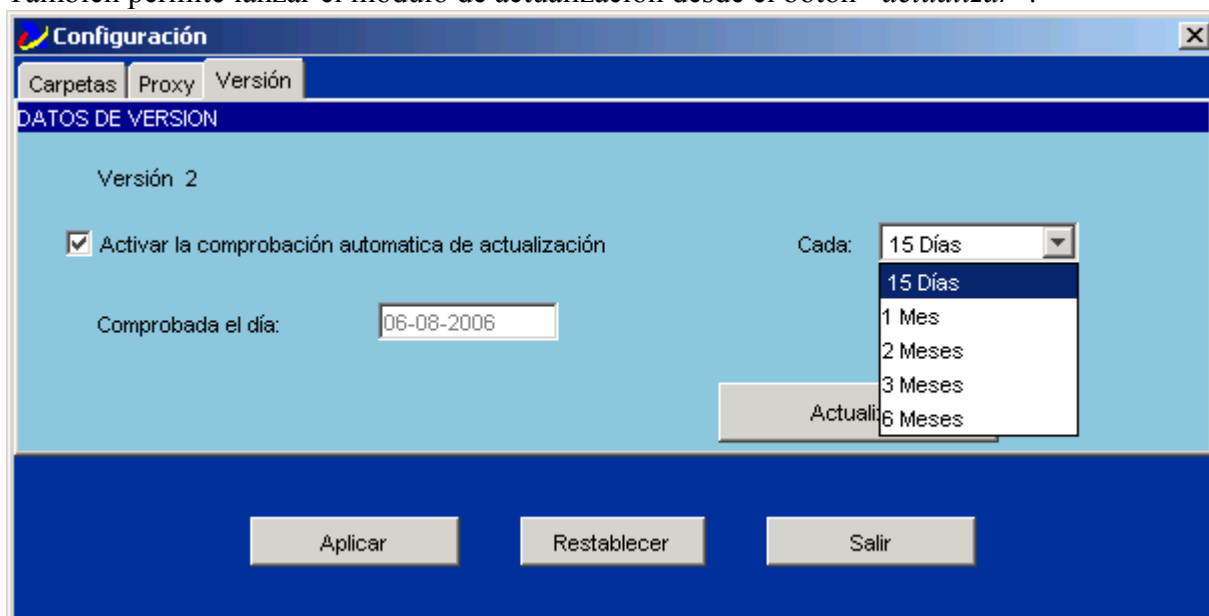 También permite lanzar el módulo de actualización desde el botón "actualizar".
Configuración
Carpetas Proxy Versión
DATOS DE VERSION
Versión 2
Activar la comprobación automatica de actualización Cada: 15 Días
15 Días
1 Mes
Comprobada el día: 06-08-2006
2 Meses
3 Meses
Actuali
6 Meses
Aplicar Restablecer Salir